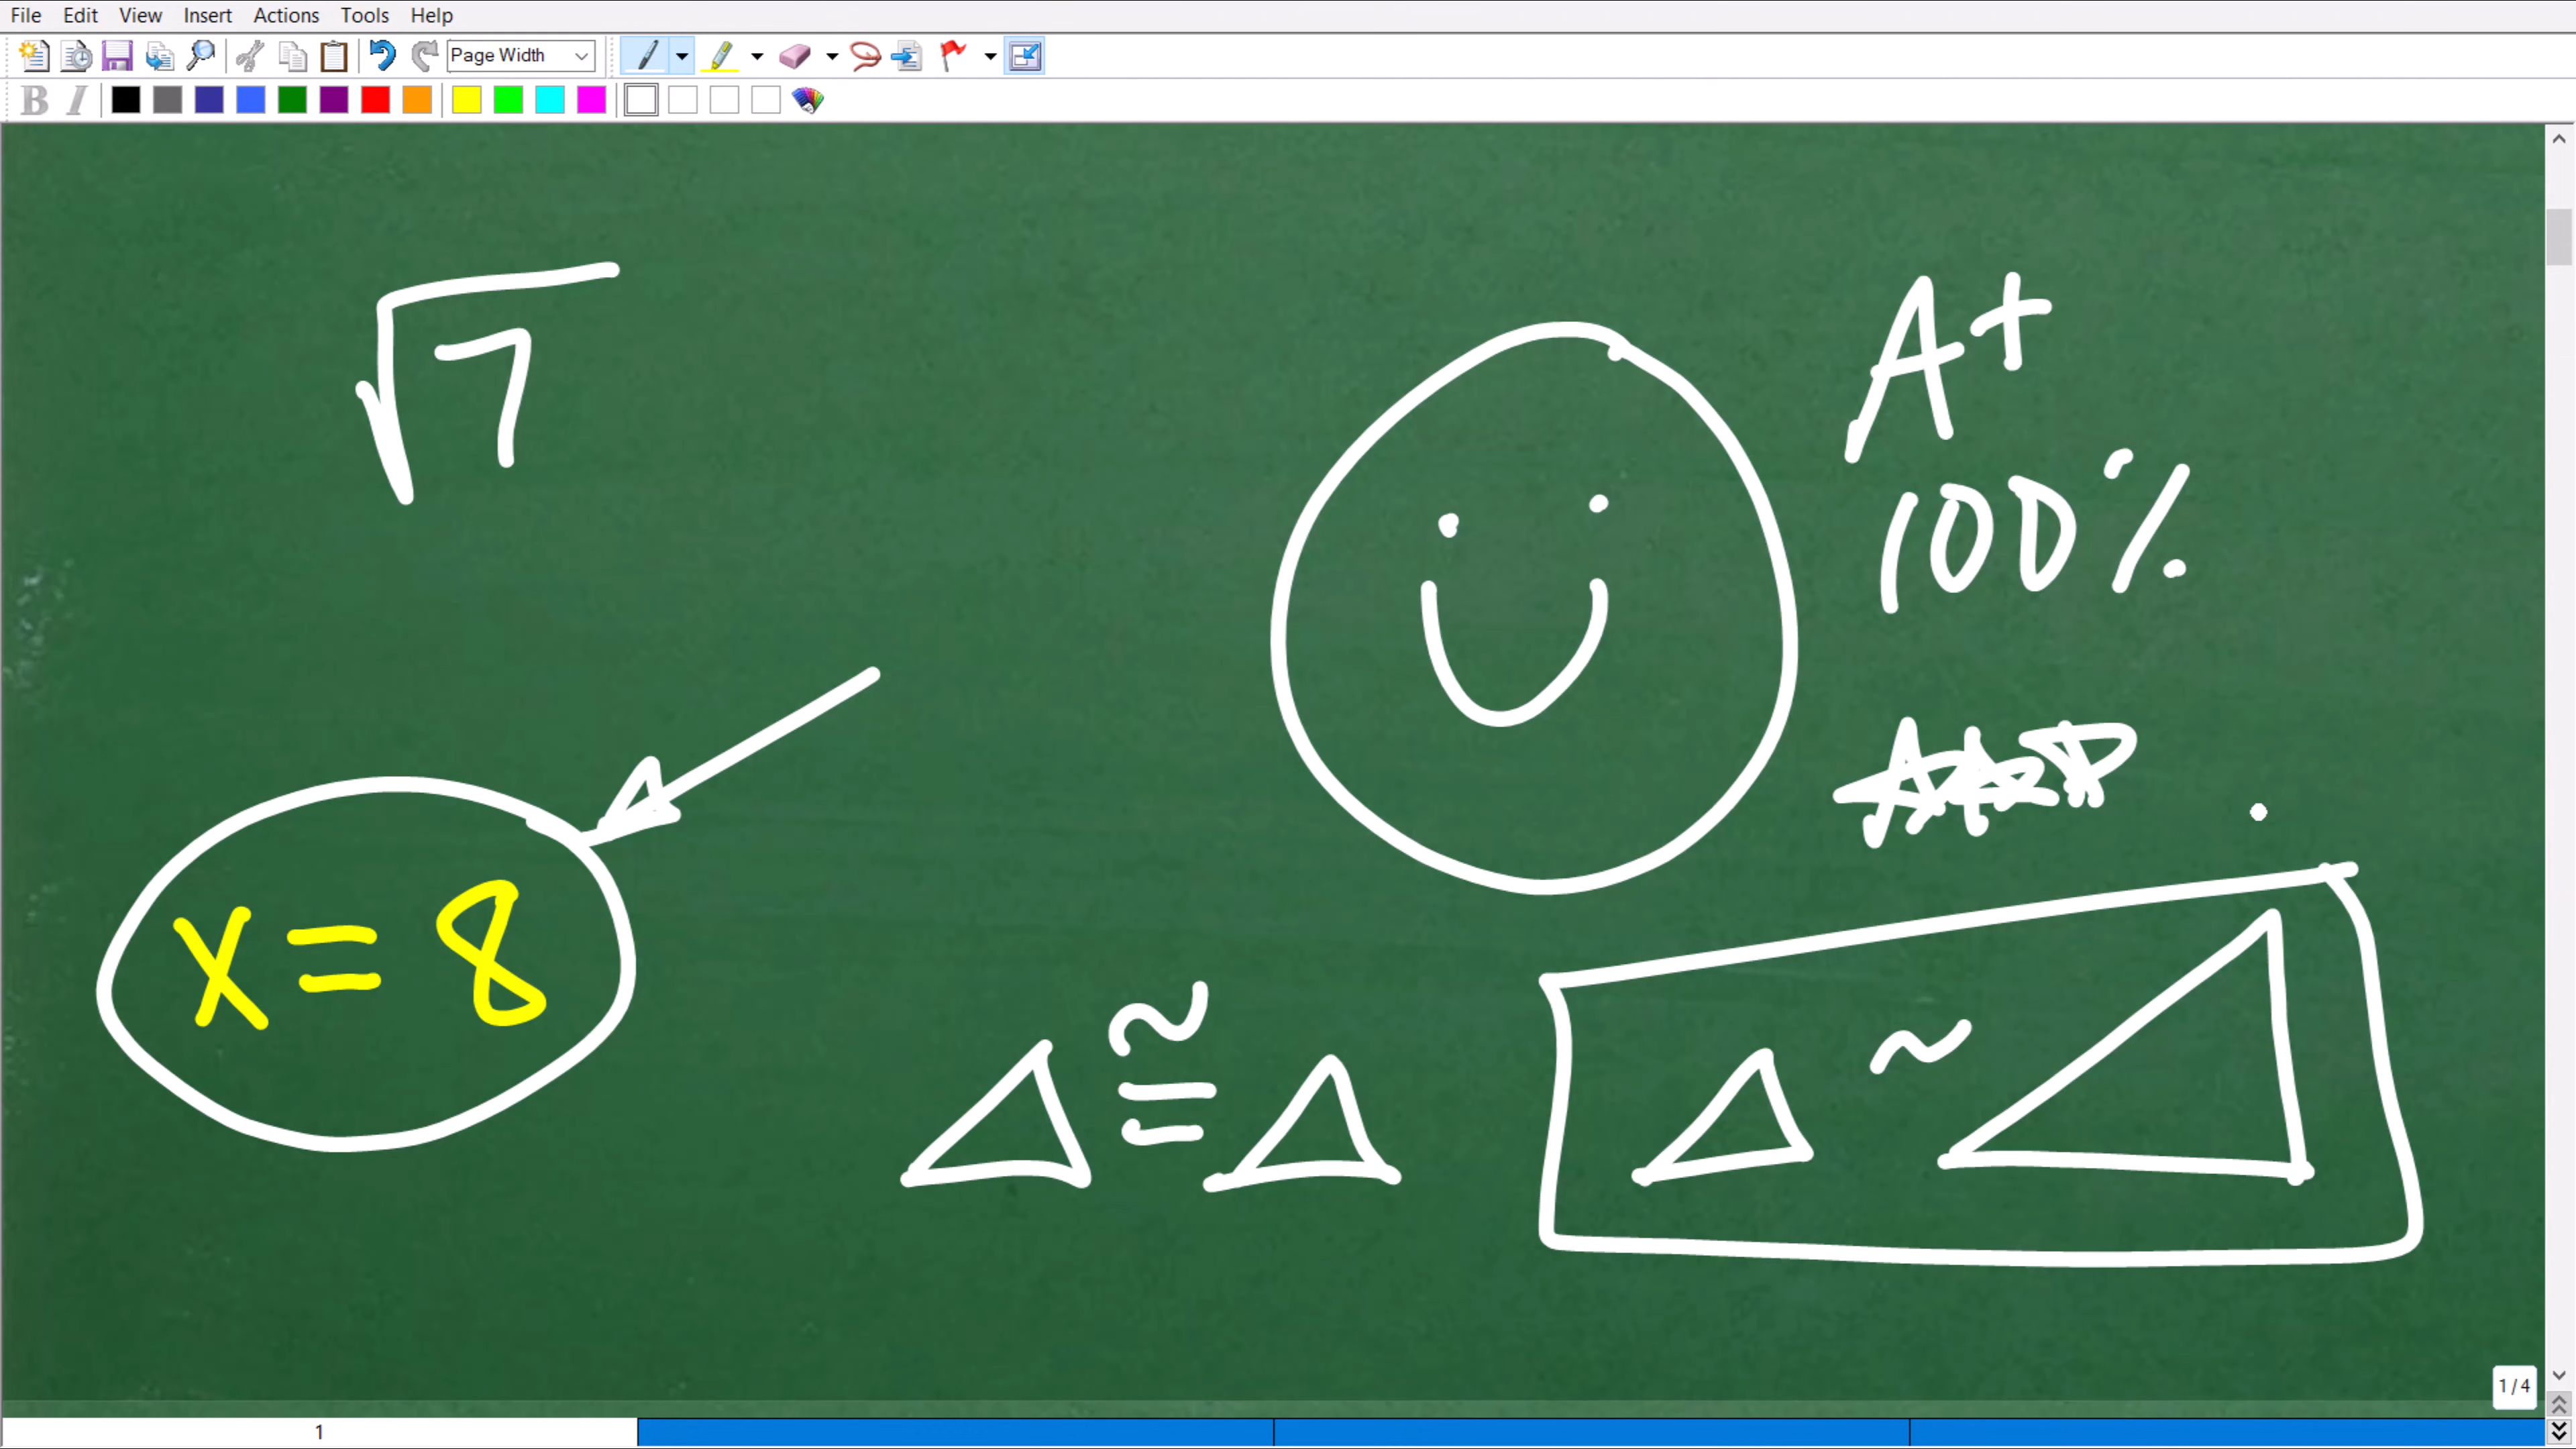 File Edit View Insert Actions Tools Help
Page Width
B I
√7
A+
100%
x = 8
△ ≅ △
△ ~ △
1 / 4
1